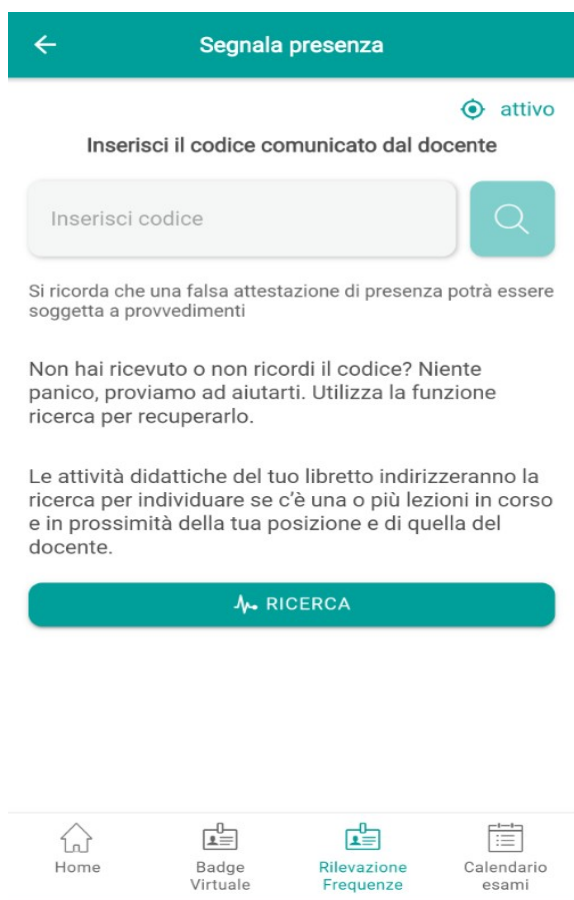 Segnala presenza
attivo
Inserisci il codice comunicato dal docente
Inserisci codice
Si ricorda che una falsa attestazione di presenza potrà essere
soggetta a provvedimenti
Non hai ricevuto o non ricordi il codice? Niente
panico, proviamo ad aiutarti. Utilizza la funzione
ricerca per recuperarlo.
Le attività didattiche del tuo libretto indirizzeranno la
ricerca per individuare se c'è una o più lezioni in corso
e in prossimità della tua posizione e di quella del
docente.
RICERCA
Home
Badge
Virtuale
Rilevazione
Frequenze
Calendario
esami